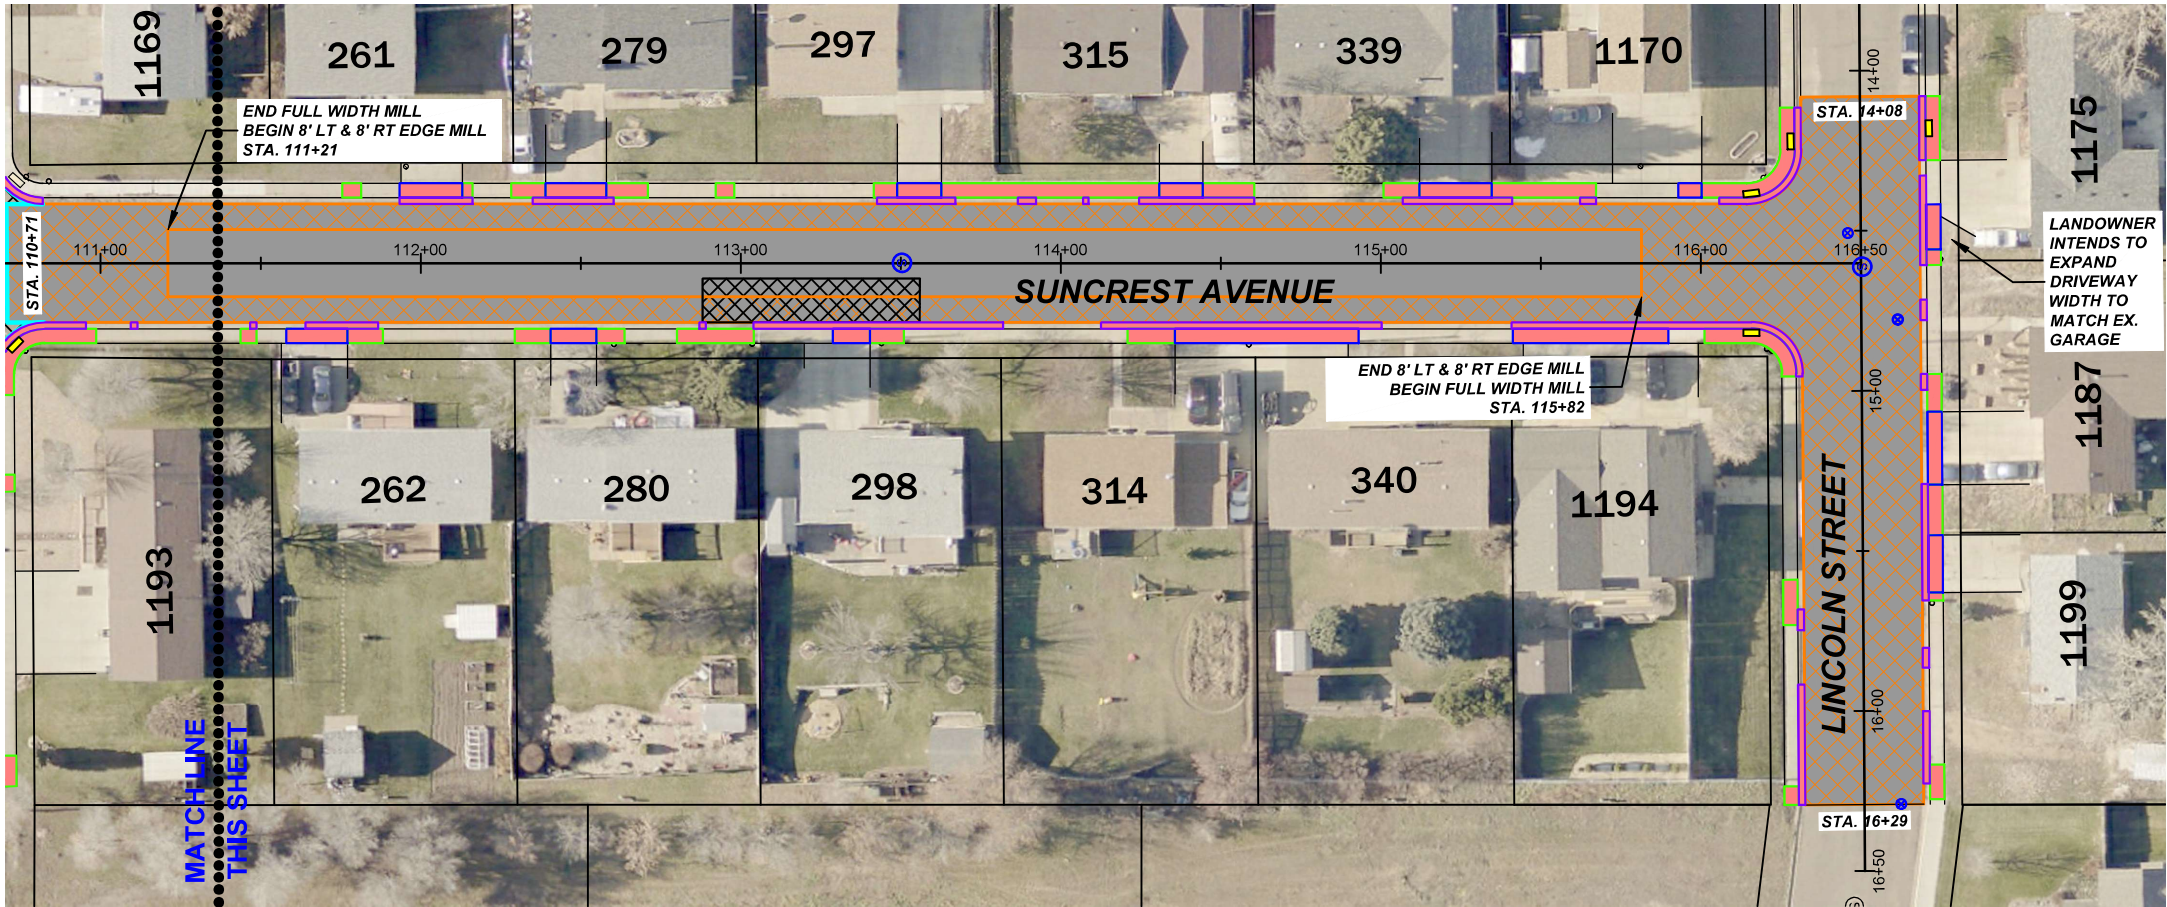 1169
261
279
297
315
339
1170
1175
END FULL WIDTH MILL
BEGIN 8' LT & 8' RT EDGE MILL
STA. 111+21
14+00
STA. 14+08
STA. 110+71
111+00
112+00
113+00
114+00
115+00
116+00
116+50
S
S
SUNCREST AVENUE
LANDOWNER
INTENDS TO
EXPAND
DRIVEWAY
WIDTH TO
MATCH EX.
GARAGE
END 8' LT & 8' RT EDGE MILL
BEGIN FULL WIDTH MILL
STA. 115+82
15+00
1187
262
280
298
314
340
1194
1193
LINCOLN STREET
1199
MATCH LINE
THIS SHEET
16+00
STA. 16+29
16+50
S